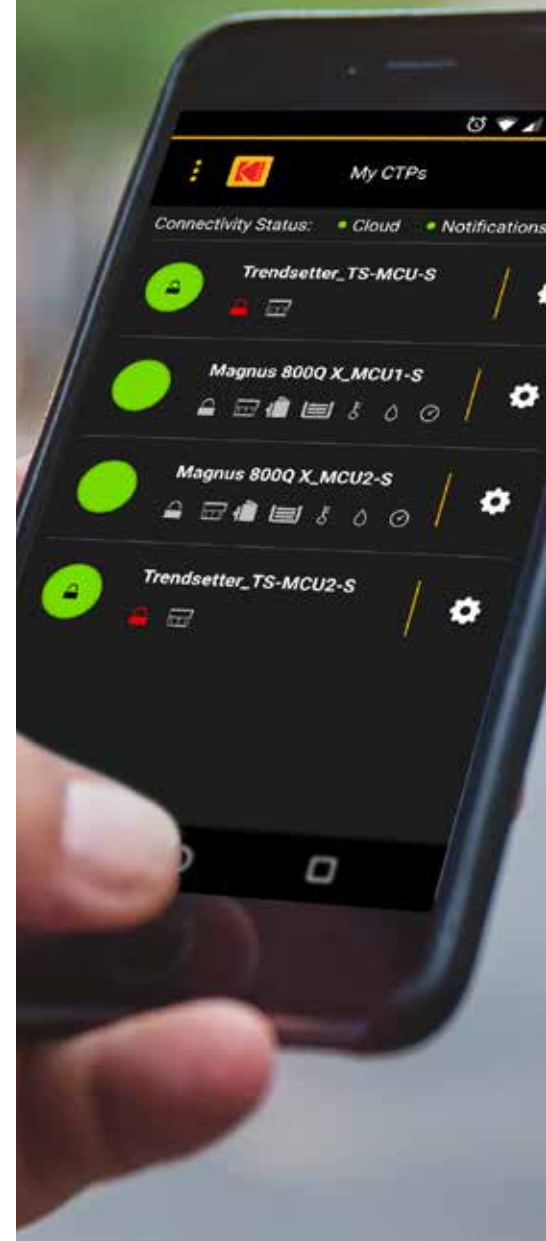 My CTPs
Connectivity Status: Cloud Notifications
Trendsetter_TS-MCU-S
Magnus 800Q X_MCU1-S
Magnus 800Q X_MCU2-S
Trendsetter_TS-MCU2-S